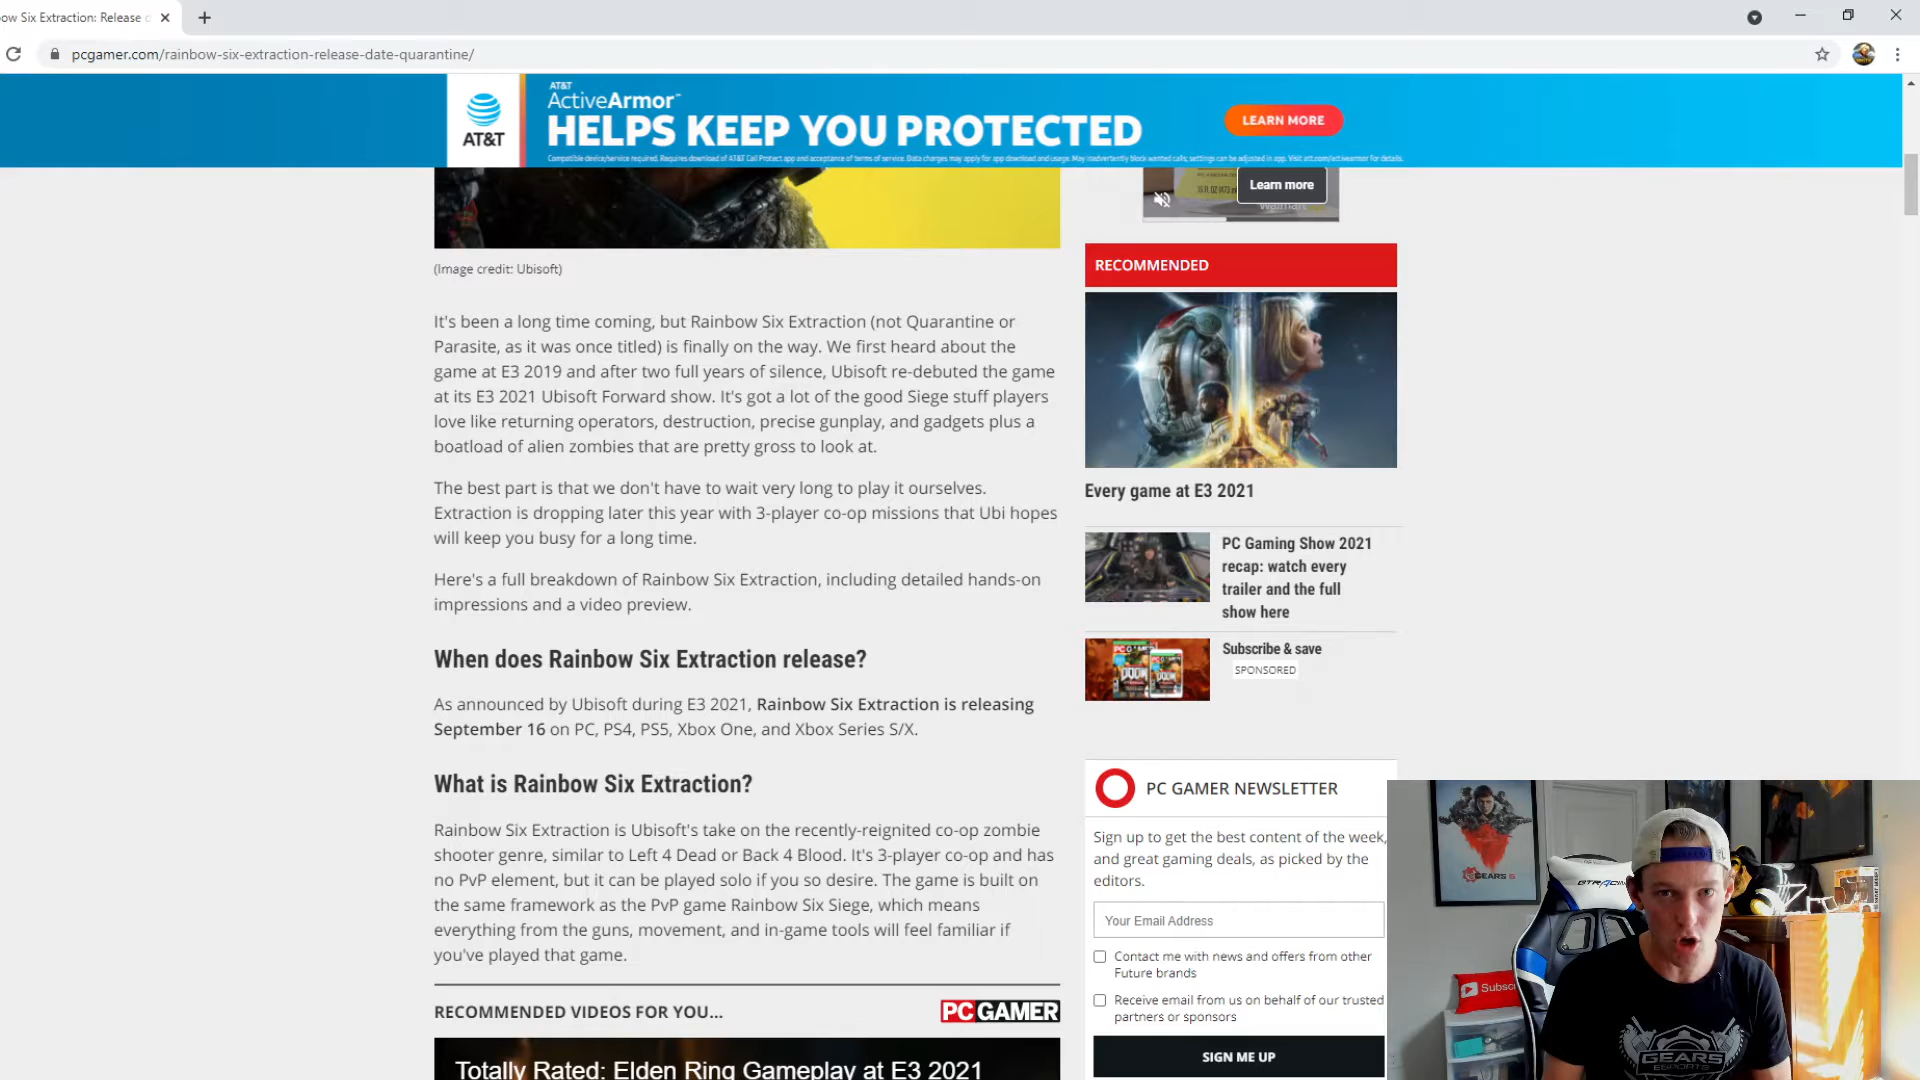 ow Six Extraction: Release d
pcgamer.com/rainbow-six-extraction-release-date-quarantine/
AT&T
AT&T
ActiveArmor
HELPS KEEP YOU PROTECTED
Compatible device/service required. Requires download of AT&T Call Protect app and acceptance of terms of service. Data charges may apply for app download and usage. May inadvertently block wanted calls; settings can be adjusted in app. Visit att.com/activearmor for details.
LEARN MORE
Learn more
Walmart
(Image credit: Ubisoft)
It's been a long time coming, but Rainbow Six Extraction (not Quarantine or
Parasite, as it was once titled) is finally on the way. We first heard about the
game at E3 2019 and after two full years of silence, Ubisoft re-debuted the game
at its E3 2021 Ubisoft Forward show. It's got a lot of the good Siege stuff players
love like returning operators, destruction, precise gunplay, and gadgets plus a
boatload of alien zombies that are pretty gross to look at.
The best part is that we don't have to wait very long to play it ourselves.
Extraction is dropping later this year with 3-player co-op missions that Ubi hopes
will keep you busy for a long time.
Here's a full breakdown of Rainbow Six Extraction, including detailed hands-on
impressions and a video preview.
When does Rainbow Six Extraction release?
As announced by Ubisoft during E3 2021, Rainbow Six Extraction is releasing
September 16 on PC, PS4, PS5, Xbox One, and Xbox Series S/X.
What is Rainbow Six Extraction?
Rainbow Six Extraction is Ubisoft's take on the recently-reignited co-op zombie
shooter genre, similar to Left 4 Dead or Back 4 Blood. It's 3-player co-op and has
no PvP element, but it can be played solo if you so desire. The game is built on
the same framework as the PvP game Rainbow Six Siege, which means
everything from the guns, movement, and in-game tools will feel familiar if
you've played that game.
RECOMMENDED VIDEOS FOR YOU...
PC GAMER
Totally Rated: Elden Ring Gameplay at E3 2021
RECOMMENDED
Every game at E3 2021
PC Gaming Show 2021
recap: watch every
trailer and the full
show here
PC GAMER
DOOM
Subscribe & save
SPONSORED
PC GAMER NEWSLETTER
Sign up to get the best content of the week,
and great gaming deals, as picked by the
editors.
Your Email Address
Contact me with news and offers from other
Future brands
Receive email from us on behalf of our trusted
partners or sponsors
SIGN ME UP
GEARS 5
GTRACING
Subsc
GEARS
ESPORTS